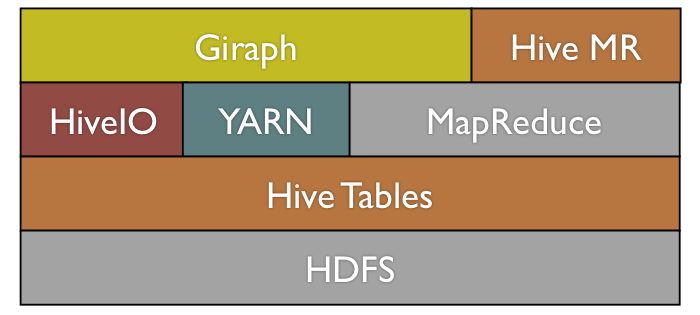 Giraph
Hive MR
HiveIO
YARN
MapReduce
Hive Tables
HDFS